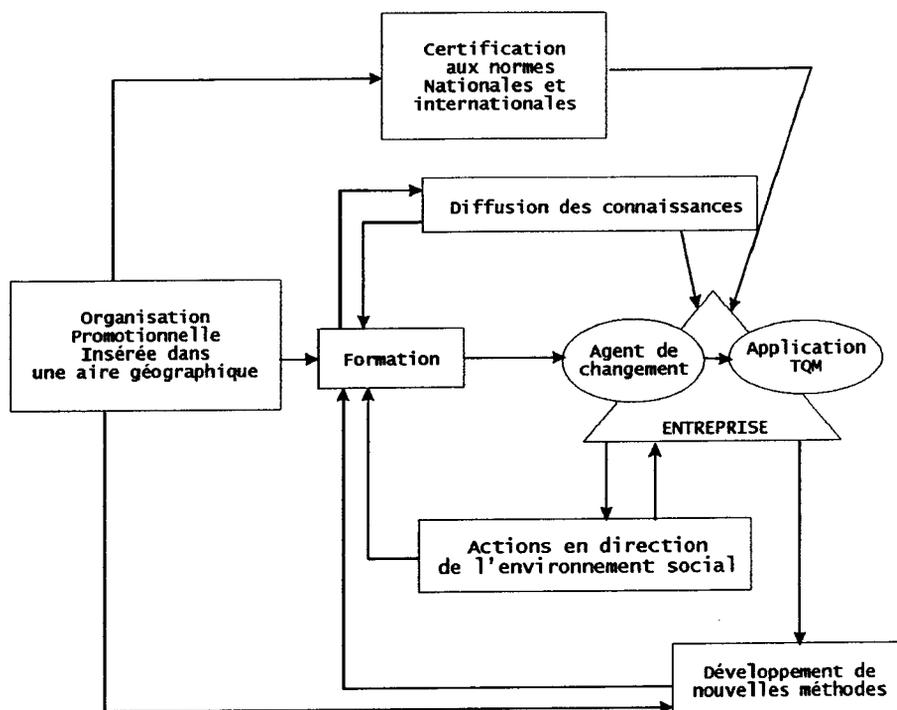 Certification
aux normes
Nationales et
internationales
Diffusion des connaissances
Organisation
Promotionnelle
Insérée dans
une aire géographique
Formation
Agent de
changement
Application
TQM
ENTREPRISE
Actions en direction
de l'environnement social
Développement de
nouvelles méthodes